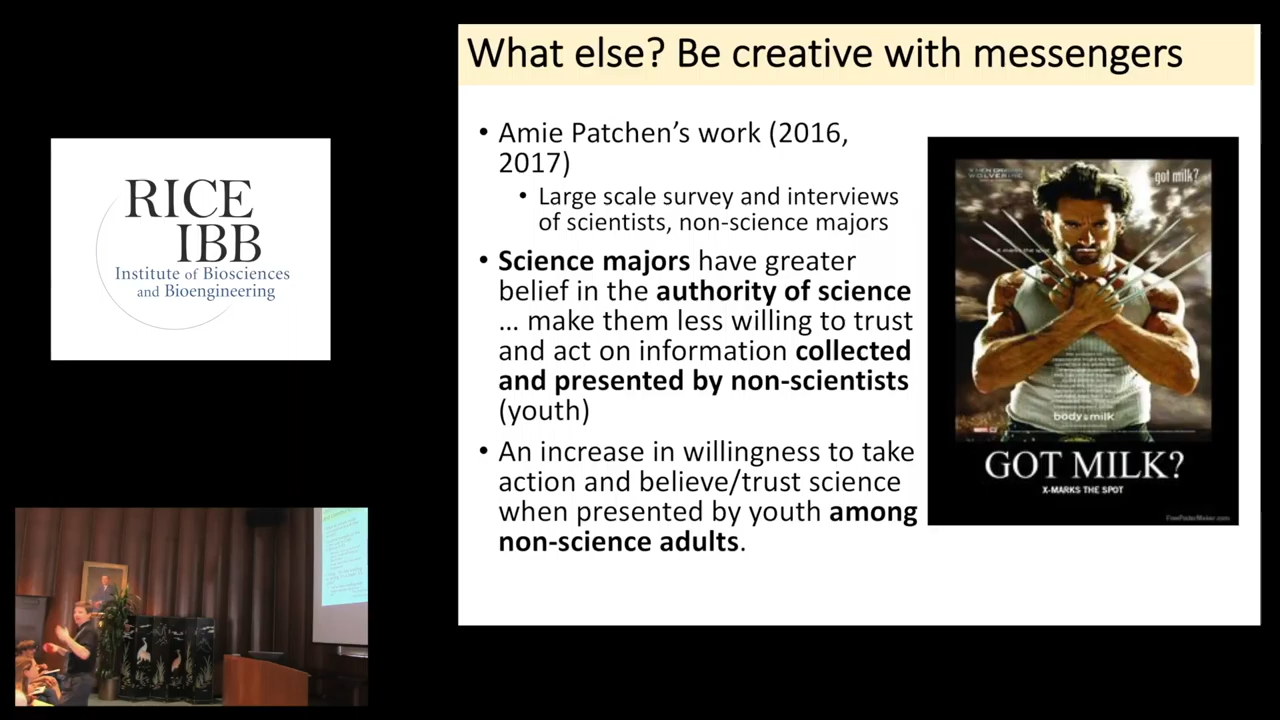 RICE
IBB
Institute of Biosciences
and Bioengineering
What else? Be creative with messengers
• Amie Patchen’s work (2016,
2017)
• Large scale survey and interviews
of scientists, non-science majors
• Science majors have greater
belief in the authority of science
… make them less willing to trust
and act on information collected
and presented by non-scientists
(youth)
• An increase in willingness to take
action and believe/trust science
when presented by youth among
non-science adults.
got milk?
WOLVERINE
body by milk
GOT MILK?
X-MARKS THE SPOT